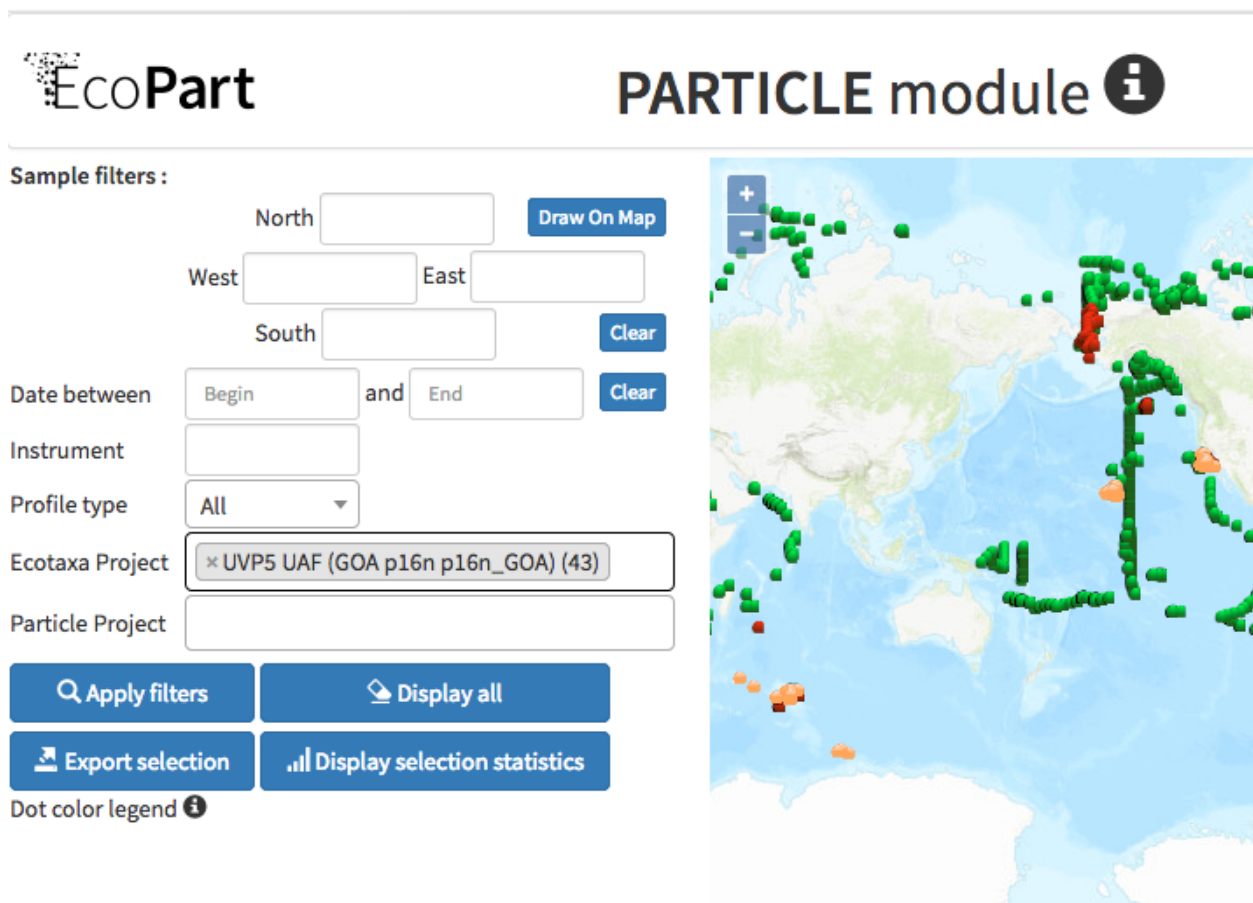 EcoPart
PARTICLE module i
Sample filters :
North
Draw On Map
West
East
South
Clear
Date between
Begin
and
End
Clear
Instrument
Profile type
All
Ecotaxa Project
× UVP5 UAF (GOA p16n p16n_GOA) (43)
Particle Project
Apply filters
Display all
Export selection
Display selection statistics
Dot color legend i
+
−